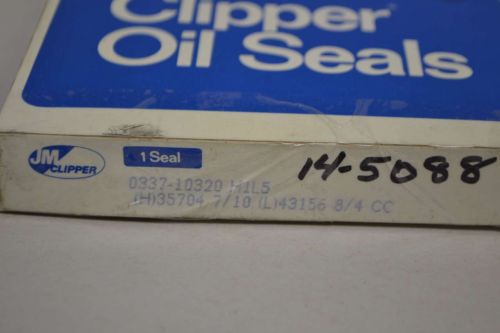 Clipper®
Oil Seals
JM
CLIPPER
1 Seal
14-5088
0337-10320 H1L5
(H)35704 7/10 (L)43156 8/4 CC